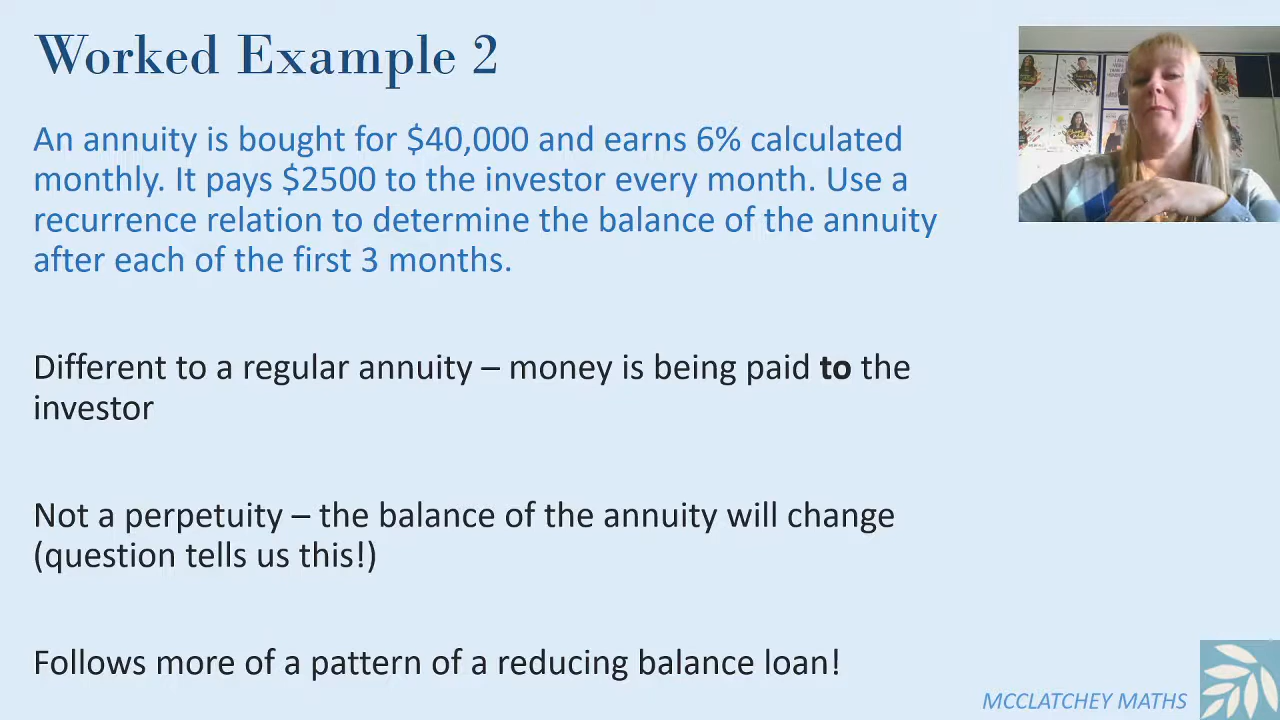 Worked Example 2
An annuity is bought for $40,000 and earns 6% calculated
monthly. It pays $2500 to the investor every month. Use a
recurrence relation to determine the balance of the annuity
after each of the first 3 months.
Different to a regular annuity – money is being paid to the
investor
Not a perpetuity – the balance of the annuity will change
(question tells us this!)
Follows more of a pattern of a reducing balance loan!
MCCLATCHEY MATHS